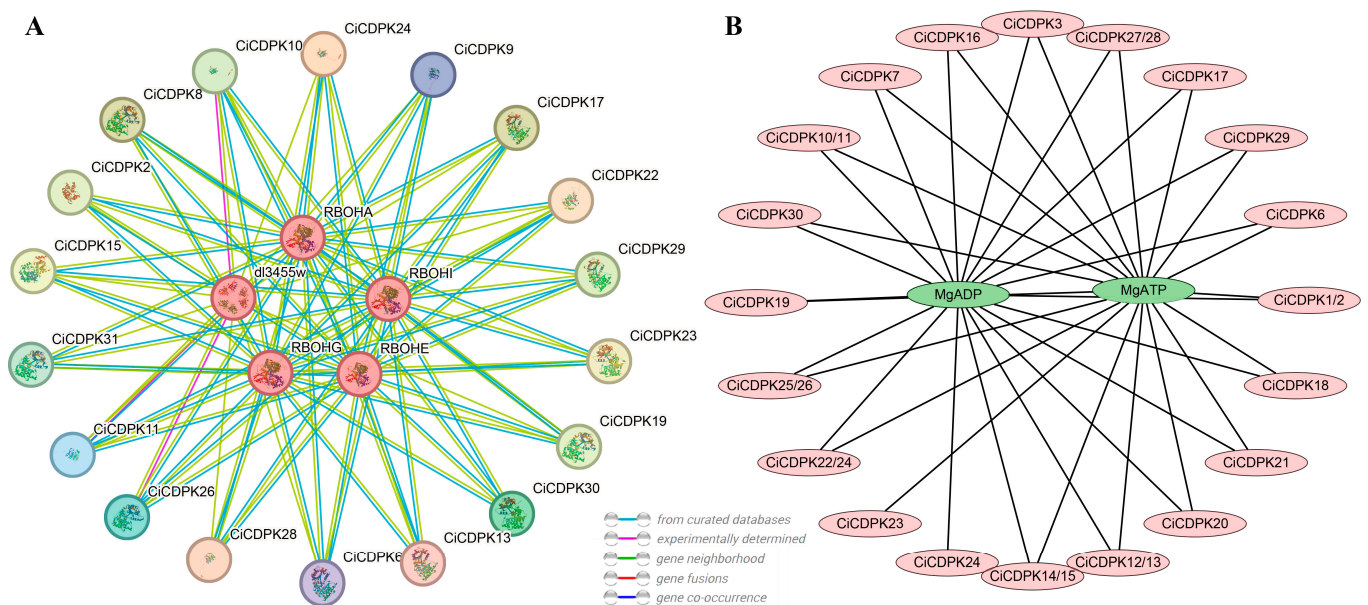 A
CiCDPK24
CiCDPK10
CiCDPK9
CiCDPK8
CiCDPK17
CiCDPK2
CiCDPK22
RBOHA
CiCDPK15
CiCDPK29
dl3455w
RBOHI
CiCDPK31
CiCDPK23
RBOHG
RBOHE
CiCDPK11
CiCDPK19
CiCDPK26
CiCDPK30
CiCDPK28
CiCDPK6
CiCDPK13
from curated databases
experimentally determined
gene neighborhood
gene fusions
gene co-occurrence
B
CiCDPK3
CiCDPK16
CiCDPK27/28
CiCDPK7
CiCDPK17
CiCDPK10/11
CiCDPK29
CiCDPK30
CiCDPK6
MgADP
MgATP
CiCDPK19
CiCDPK1/2
CiCDPK25/26
CiCDPK18
CiCDPK22/24
CiCDPK21
CiCDPK23
CiCDPK20
CiCDPK24
CiCDPK14/15
CiCDPK12/13